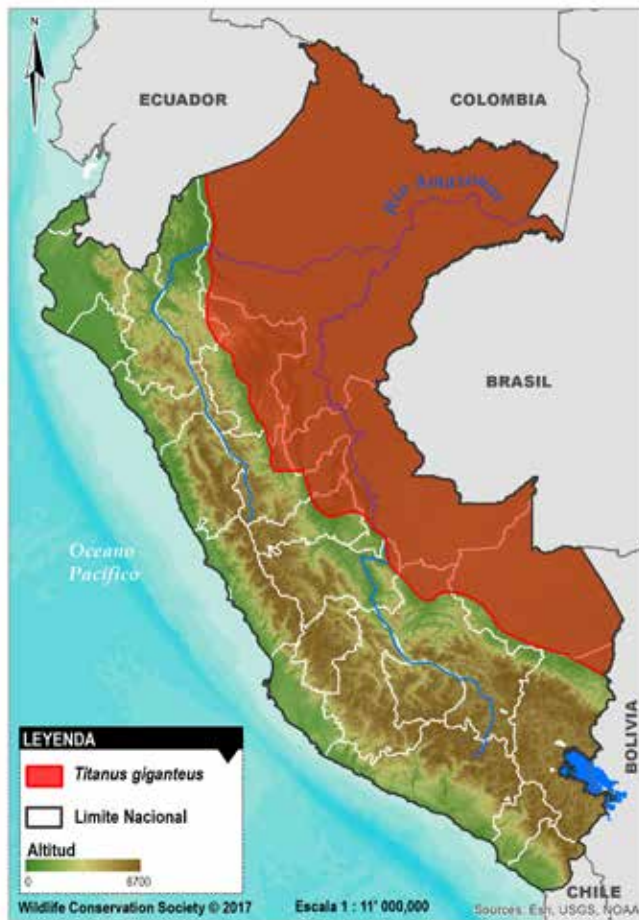 N
ECUADOR
COLOMBIA
Río Amazonas
BRASIL
Oceano
Pacífico
BOLIVIA
LEYENDA
Titanus giganteus
Limite Nacional
Altitud
0
6700
CHILE
Wildlife Conservation Society © 2017
Escala 1 : 11' 000,000
Sources: Esri, USGS, NOAA